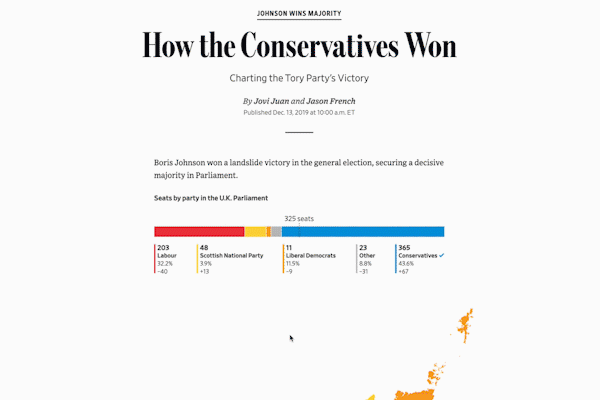 JOHNSON WINS MAJORITY
How the Conservatives Won
Charting the Tory Party's Victory
By Jovi Juan and Jason French
Published Dec. 13, 2019 at 10:00 a.m. ET
Boris Johnson won a landslide victory in the general election, securing a decisive
majority in Parliament.
Seats by party in the U.K. Parliament
325 seats
203
Labour
32.2%
−40
48
Scottish National Party
3.9%
+13
11
Liberal Democrats
11.5%
−9
23
Other
8.8%
−31
365
Conservatives ✔
43.6%
+67